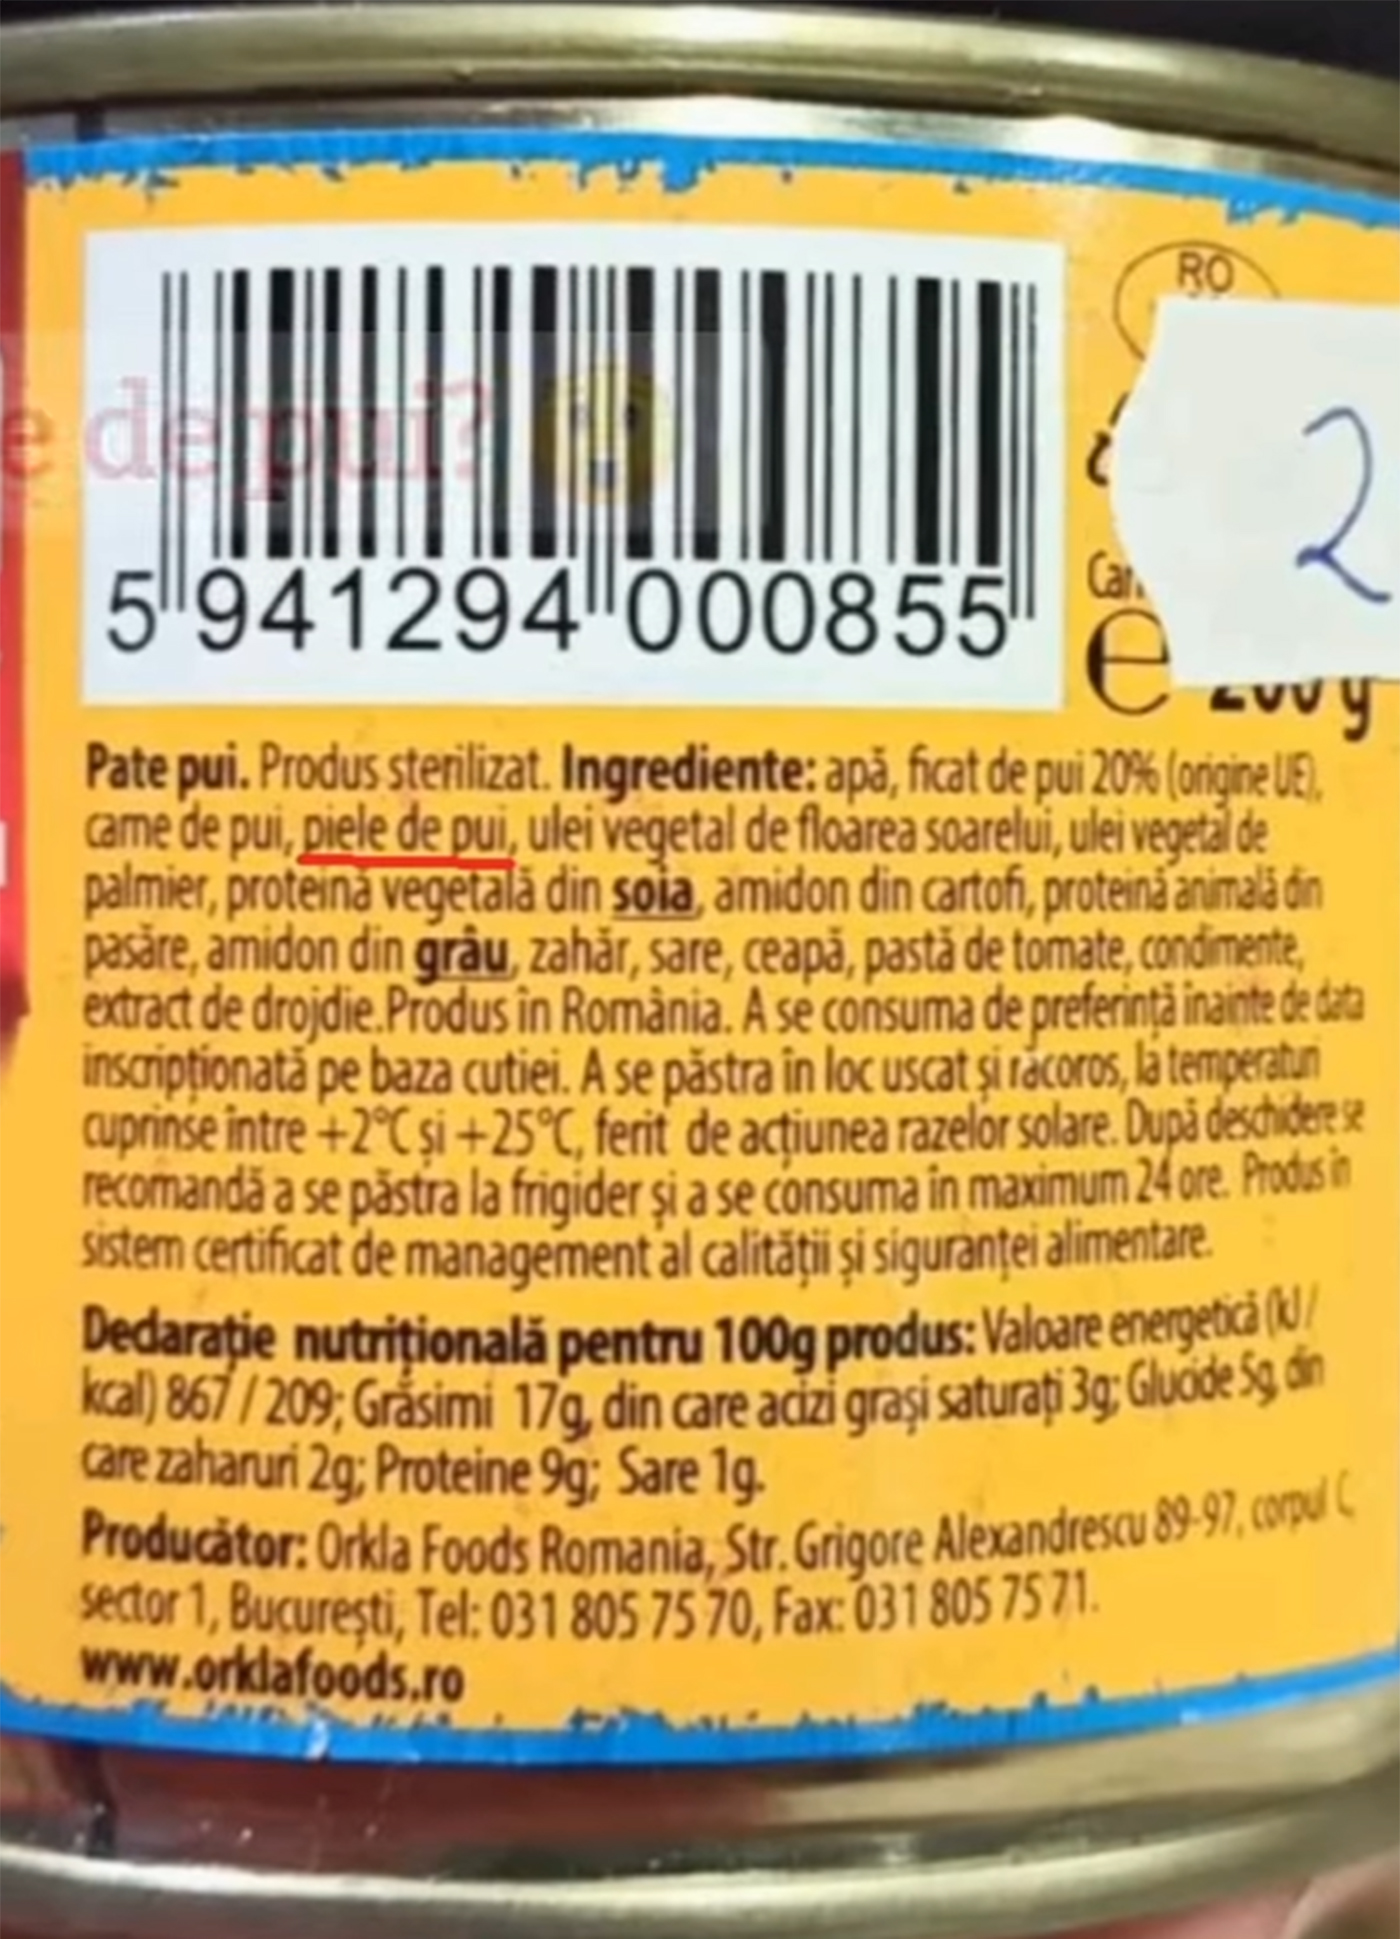 RO
e de pui?
2
5 941294 000855
e 200 g
Pate pui. Produs sterilizat. Ingrediente: apă, ficat de pui 20% (origine UE),
carne de pui, piele de pui, ulei vegetal de floarea soarelui, ulei vegetal de
palmier, proteină vegetală din soia, amidon din cartofi, proteină animală din
pasăre, amidon din grâu, zahăr, sare, ceapă, pastă de tomate, condimente,
extract de drojdie.Produs în România. A se consuma de preferință înainte de data
inscripționată pe baza cutiei. A se păstra în loc uscat și răcoros, la temperaturi
cuprinse între +2°C și +25°C, ferit de acțiunea razelor solare. După deschidere se
recomandă a se păstra la frigider și a se consuma în maximum 24 ore. Produs în
sistem certificat de management al calității și siguranței alimentare.
Declarație nutrițională pentru 100g produs: Valoare energetică (kJ/
kcal) 867 / 209; Grăsimi 17g, din care acizi grași saturați 3g; Glucide 5g, din
care zaharuri 2g; Proteine 9g; Sare 1g.
Producător: Orkla Foods Romania, Str. Grigore Alexandrescu 89-97, corpul C,
sector 1, București, Tel: 031 805 75 70, Fax: 031 805 75 71.
www.orklafoods.ro